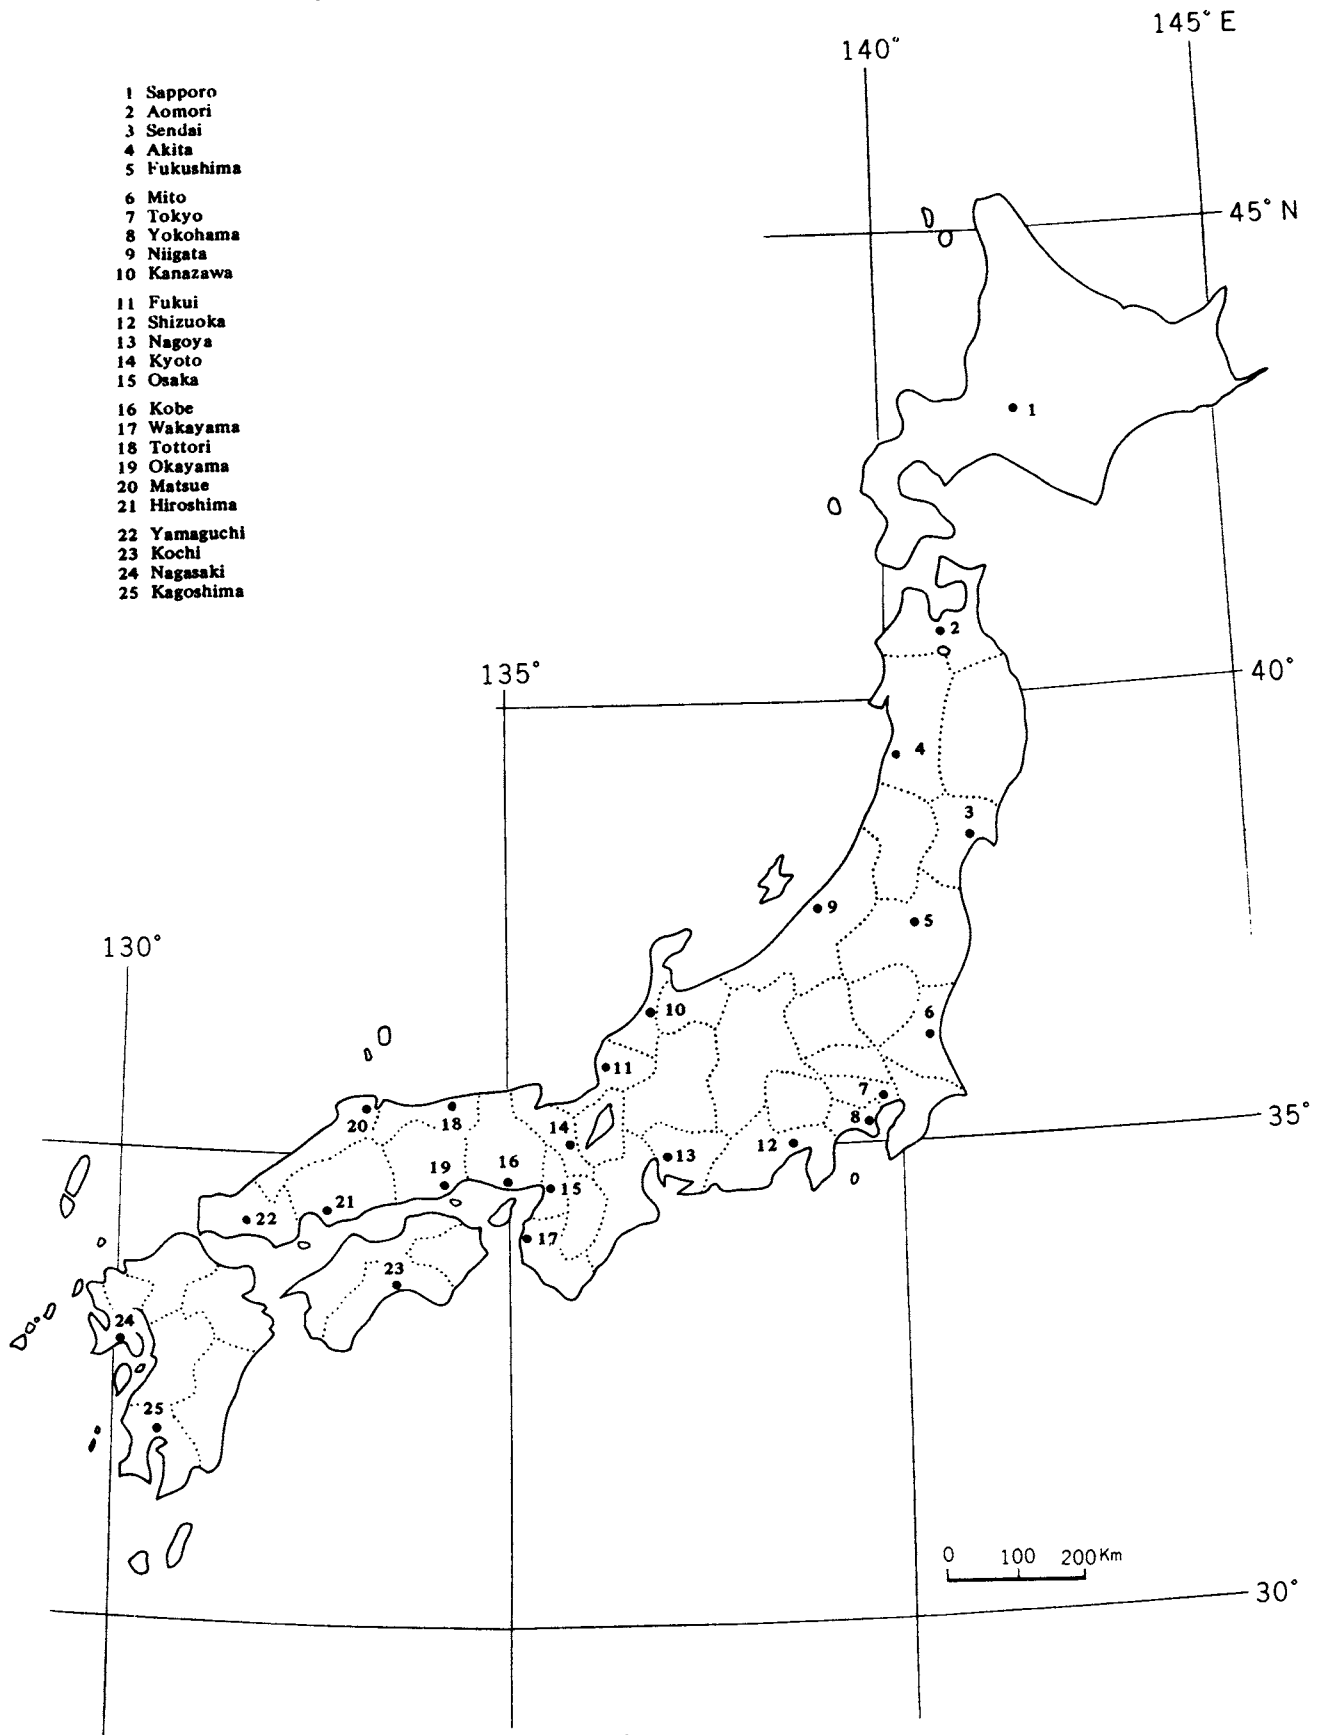 145° E
140°
1 Sapporo
2 Aomori
3 Sendai
4 Akita
5 Fukushima
6 Mito
7 Tokyo
8 Yokohama
9 Niigata
10 Kanazawa
11 Fukui
12 Shizuoka
13 Nagoya
14 Kyoto
15 Osaka
16 Kobe
17 Wakayama
18 Tottori
19 Okayama
20 Matsue
21 Hiroshima
22 Yamaguchi
23 Kochi
24 Nagasaki
25 Kagoshima
45° N
1
2
135°
40°
4
3
9
5
130°
10
6
11
7
8
35°
20
18
14
12
13
19
16
15
21
22
17
23
24
25
0 100 200 Km
30°